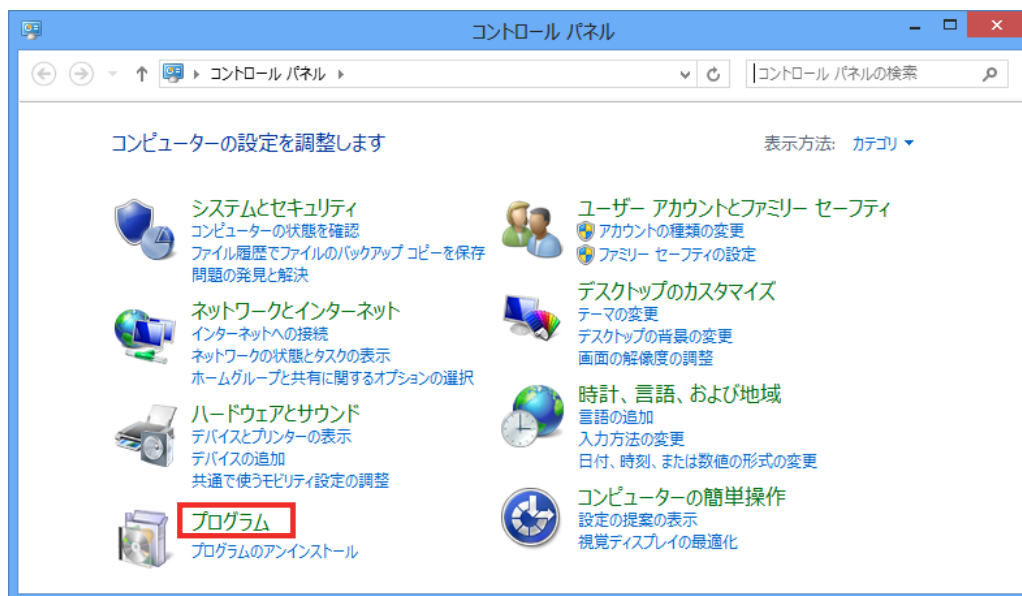 コントロール パネル
コントロール パネル
コントロール パネルの検索
コンピューターの設定を調整します
表示方法: カテゴリ
システムとセキュリティ
コンピューターの状態を確認
ファイル履歴でファイルのバックアップ コピーを保存
問題の発見と解決
ネットワークとインターネット
インターネットへの接続
ネットワークの状態とタスクの表示
ホームグループと共有に関するオプションの選択
ハードウェアとサウンド
デバイスとプリンターの表示
デバイスの追加
共通で使うモビリティ設定の調整
プログラム
プログラムのアンインストール
ユーザー アカウントとファミリー セーフティ
アカウントの種類の変更
ファミリー セーフティの設定
デスクトップのカスタマイズ
テーマの変更
デスクトップの背景の変更
画面の解像度の調整
時計、言語、および地域
言語の追加
入力方法の変更
日付、時刻、または数値の形式の変更
コンピューターの簡単操作
設定の提案の表示
視覚ディスプレイの最適化